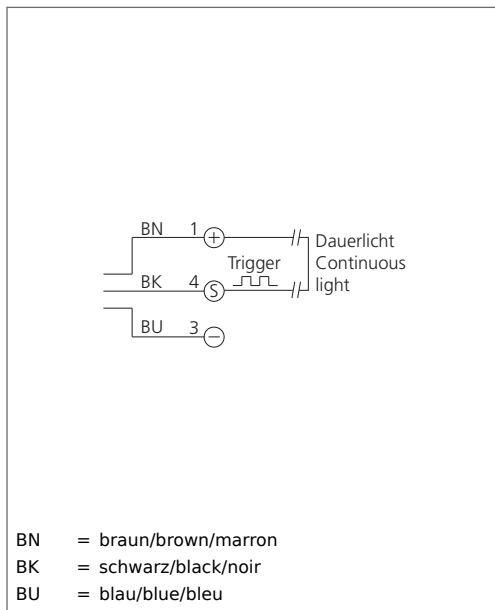 BN 1 +
Dauerlicht
Trigger Continuous
BK 4 S light
BU 3 −
BN = braun/brown/marron
BK = schwarz/black/noir
BU = blau/blue/bleu